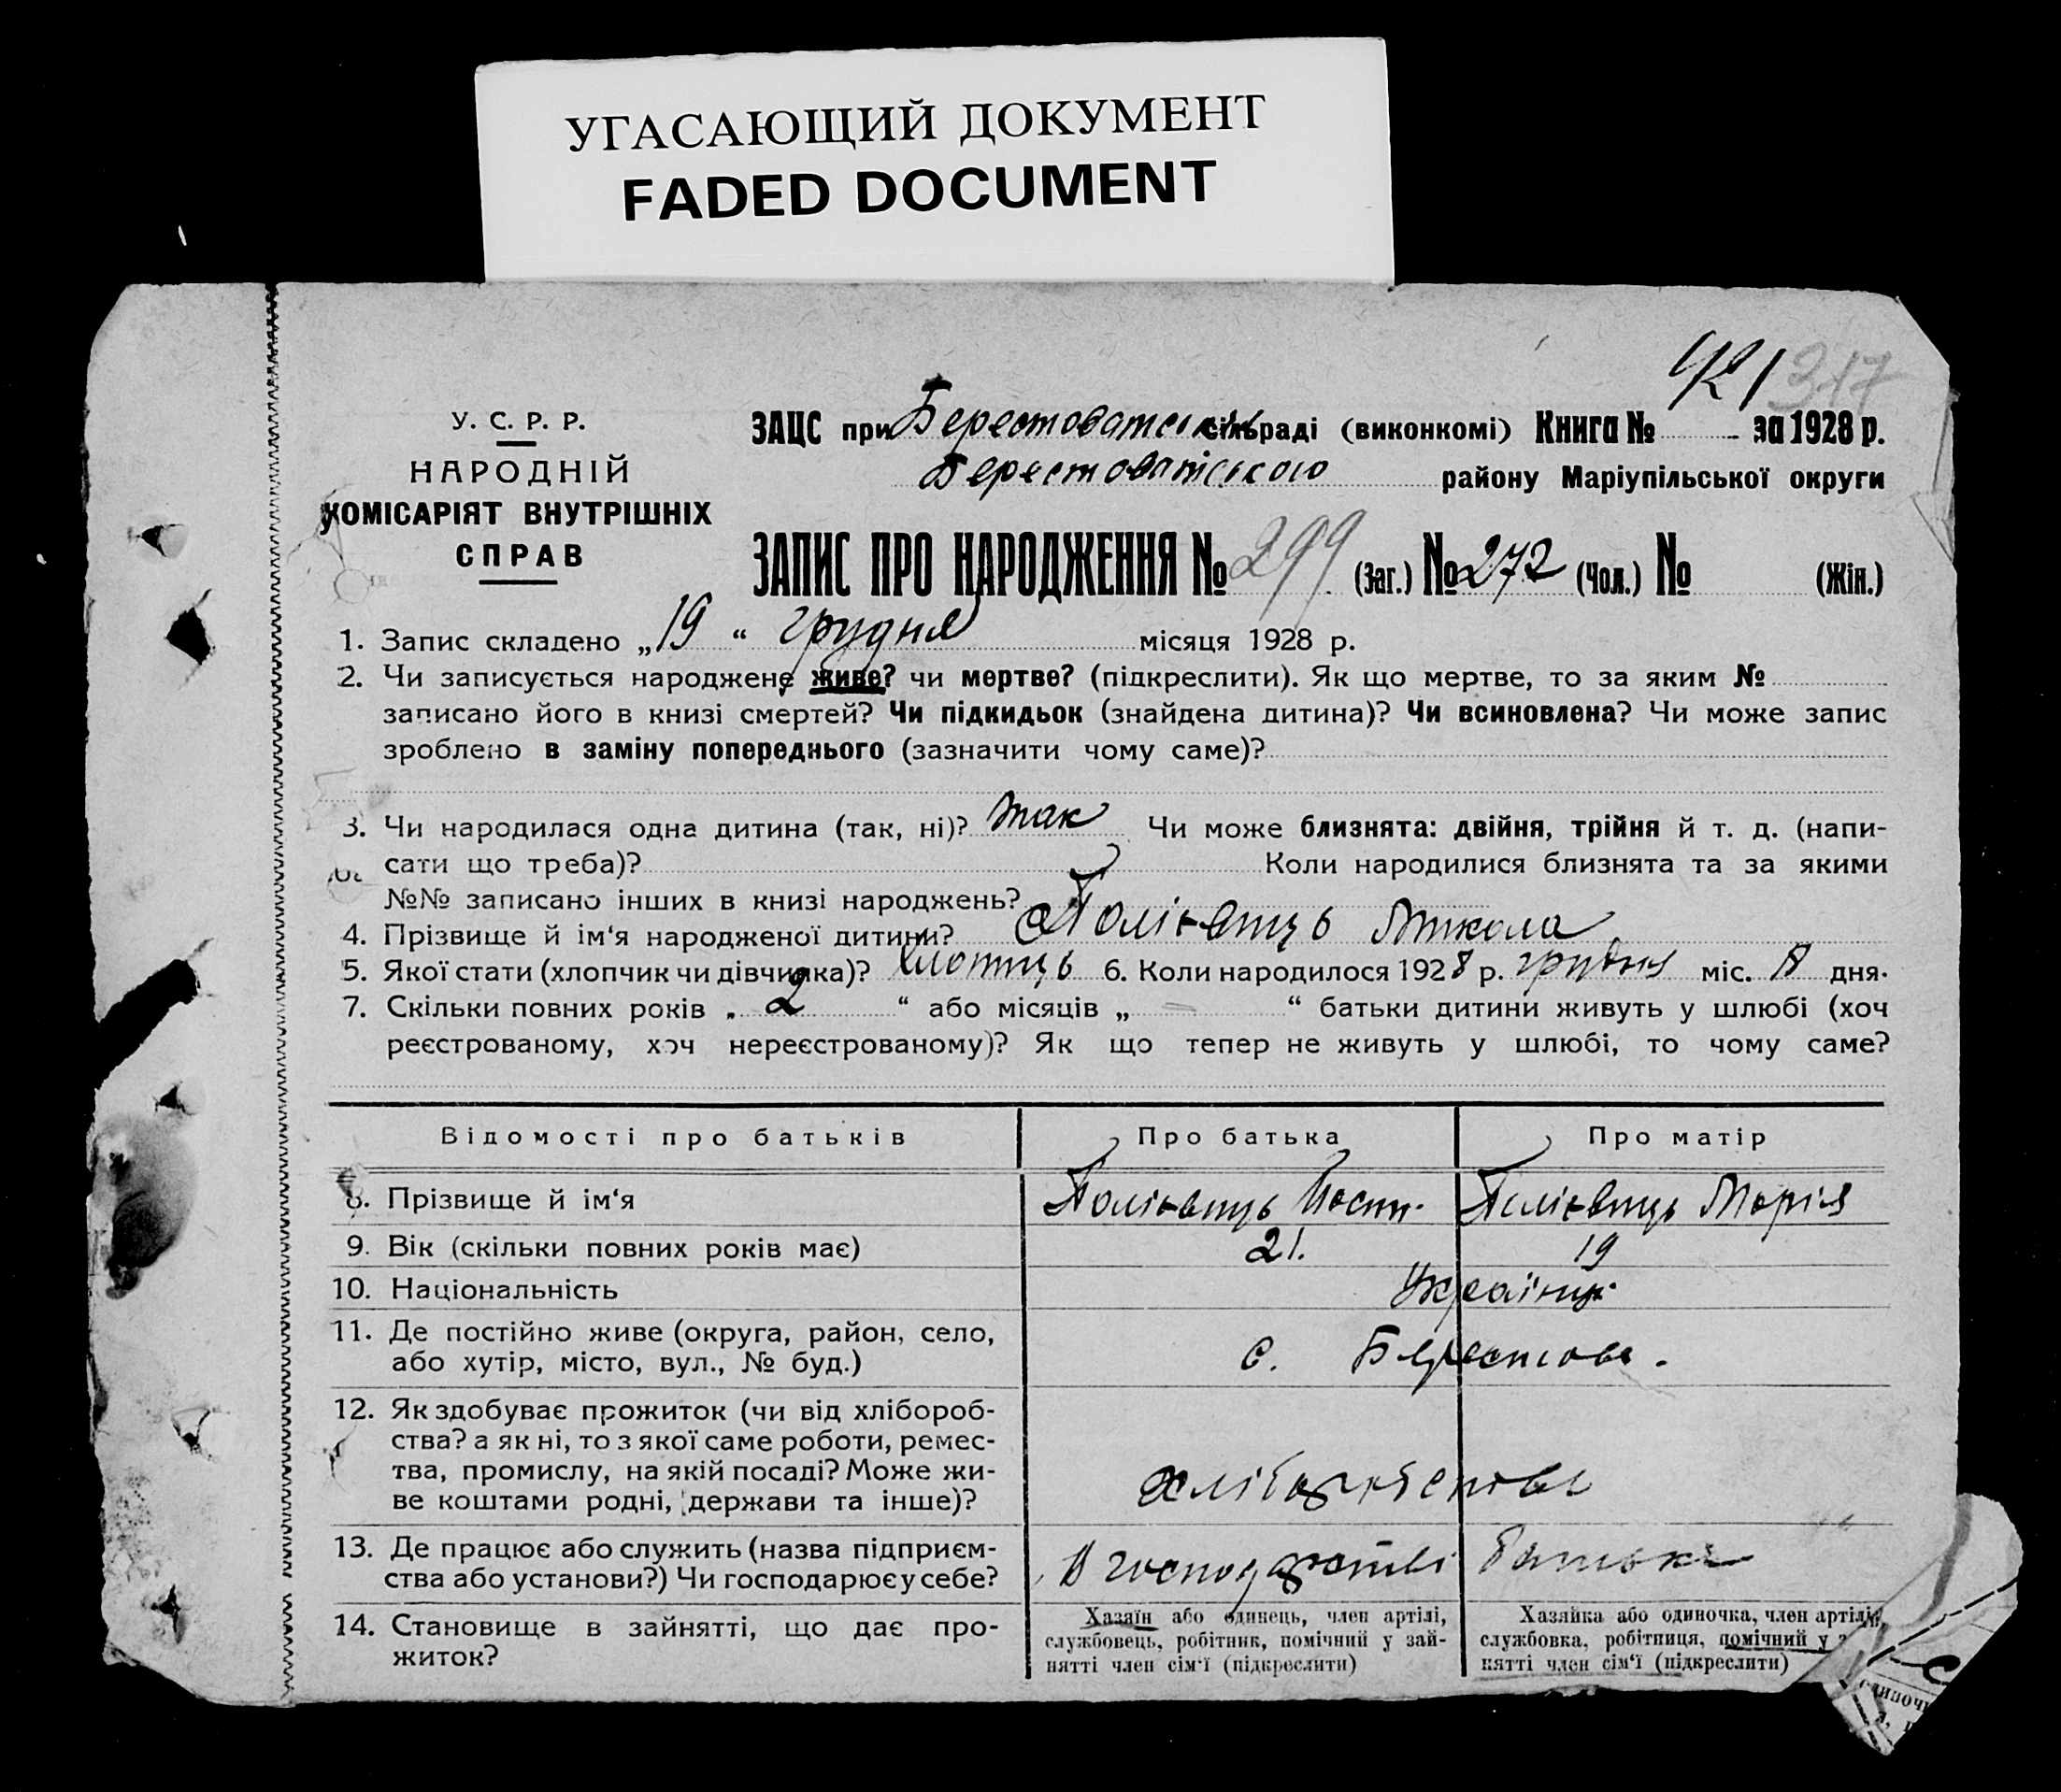 УГАСАЮЩИЙ ДОКУМЕНТ
FADED DOCUMENT
421 317
У. С. Р. Р.
НАРОДНІЙ
КОМІСАРІЯТ ВНУТРІШНІХ
СПРАВ
ЗАЦС при Берестоватській сільраді (виконкомі) Книга № за 1928 р.
Берестоватського району Маріупільської округи
ЗАПИС ПРО НАРОДЖЕННЯ № 299 (Заг.) № 272 (Чол.) № (Жін.)
1. Запис складено „19“ грудня місяця 1928 р.
2. Чи записується народжене живе? чи мертве? (підкреслити). Як що мертве, то за яким №
записано його в книзі смертей? Чи підкидьок (знайдена дитина)? Чи всиновлена? Чи може запис
зроблено в заміну попереднього (зазначити чому саме)?
3. Чи народилася одна дитина (так, ні)? так Чи може близнята: двійня, трійня й т. д. (напи-
сати що треба)? Коли народилися близнята та за якими
№№ записано інших в книзі народжень?
4. Прізвище й ім‘я народженої дитини? Микола
5. Якої стати (хлопчик чи дівчинка)? хлопець 6. Коли народилося 1928 р. грудня міс. дня.
7. Скільки повних років „ 2 “ або місяців „ – “ батьки дитини живуть у шлюбі (хоч
реєстрованому, хоч нереєстрованому)? Як що тепер не живуть у шлюбі, то чому саме?
Відомості про батьків Про батька Про матір
8. Прізвище й ім‘я Марія
9. Вік (скільки повних років має) 21. 19
10. Національність Українці
11. Де постійно живе (округа, район, село,
або хутір, місто, вул., № буд.) с. Берестове.
12. Як здобуває прожиток (чи від хлібороб-
ства? а як ні, то з якої саме роботи, ремес-
тва, промислу, на якій посаді? Може жи-
ве коштами родні, держави та інше)?
13. Де працює або служить (назва підприєм-
ства або установи?) Чи господарює у себе? В господарстві батька
14. Становище в зайнятті, що дає про-
житок?
Хазяїн або одинець, член артілі,
службовець, робітник, помічний у зай-
нятті член сім‘ї (підкреслити)
Хазяйка або одиночка, член артілі,
службовка, робітниця, помічний у
нятті член сім‘ї (підкреслити)